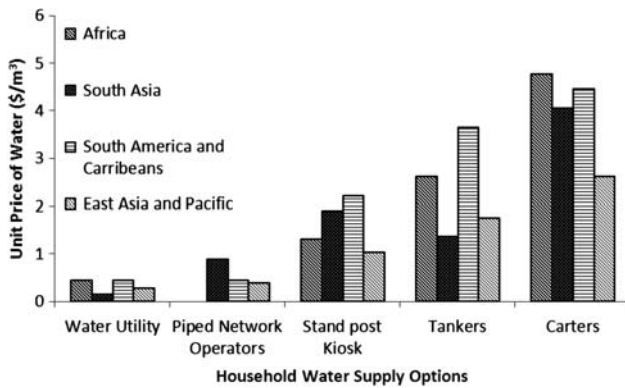 Unit Price of Water ($/m³)
6
5
4
3
2
1
0
Africa
South Asia
South America and
Carribeans
East Asia and Pacific
Water Utility
Piped Network
Operators
Stand post
Kiosk
Tankers
Carters
Household Water Supply Options